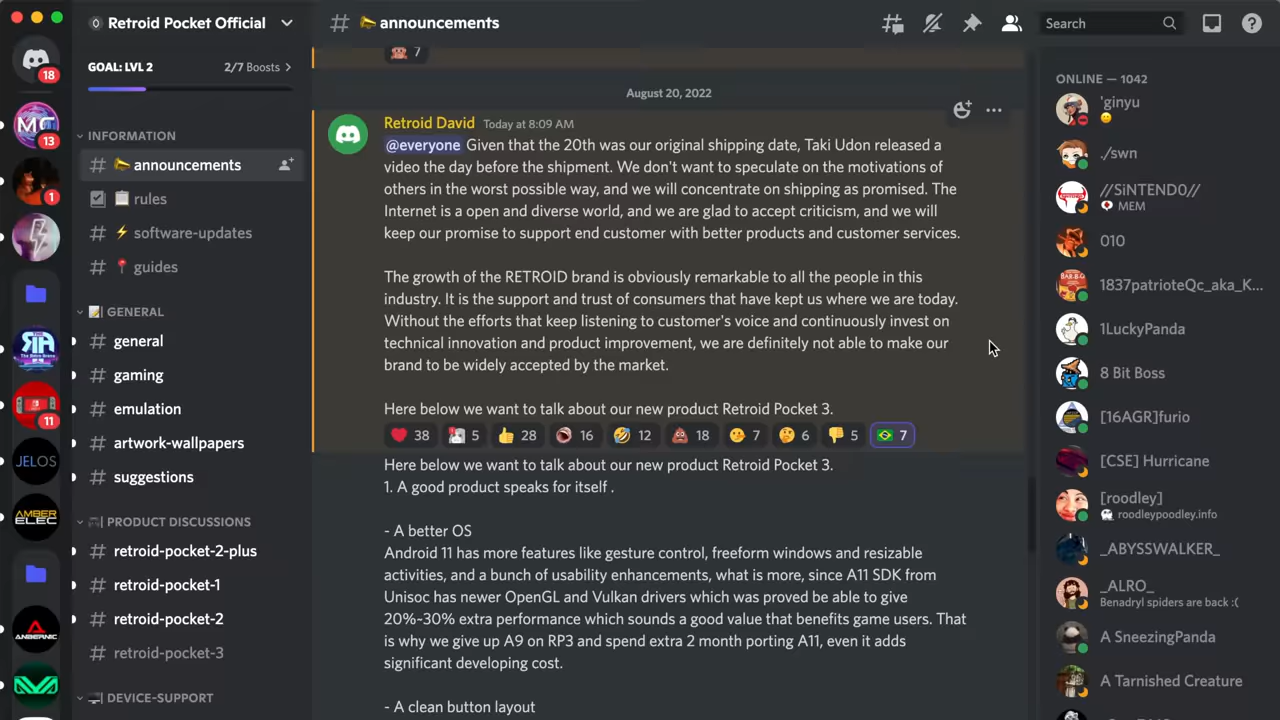 Retroid Pocket Official
GOAL: LVL 2
2/7 Boosts
18
MG
13
1
11
JELOS
AMBER
ELEC
ANBERNIC
INFORMATION
announcements
rules
software-updates
guides
GENERAL
general
gaming
emulation
artwork-wallpapers
suggestions
PRODUCT DISCUSSIONS
retroid-pocket-2-plus
retroid-pocket-1
retroid-pocket-2
retroid-pocket-3
DEVICE-SUPPORT
announcements
Search
7
August 20, 2022
Retroid David Today at 8:09 AM
@everyone Given that the 20th was our original shipping date, Taki Udon released a
video the day before the shipment. We don't want to speculate on the motivations of
others in the worst possible way, and we will concentrate on shipping as promised. The
Internet is a open and diverse world, and we are glad to accept criticism, and we will
keep our promise to support end customer with better products and customer services.
The growth of the RETROID brand is obviously remarkable to all the people in this
industry. It is the support and trust of consumers that have kept us where we are today.
Without the efforts that keep listening to customer's voice and continuously invest on
technical innovation and product improvement, we are definitely not able to make our
brand to be widely accepted by the market.
Here below we want to talk about our new product Retroid Pocket 3.
38 5 28 16 12 18 7 6 5 7
Here below we want to talk about our new product Retroid Pocket 3.
1. A good product speaks for itself .
- A better OS
Android 11 has more features like gesture control, freeform windows and resizable
activities, and a bunch of usability enhancements, what is more, since A11 SDK from
Unisoc has newer OpenGL and Vulkan drivers which was proved be able to give
20%~30% extra performance which sounds a good value that benefits game users. That
is why we give up A9 on RP3 and spend extra 2 month porting A11, even it adds
significant developing cost.
- A clean button layout
ONLINE — 1042
'ginyu
./swn
//SiNTEND0//
MEM
010
1837patrioteQc_aka_K...
1LuckyPanda
8 Bit Boss
[16AGR]furio
[CSE] Hurricane
[roodley]
roodleypoodley.info
_ABYSSWALKER_
_ALRO_
Benadryl spiders are back :(
A SneezingPanda
A Tarnished Creature